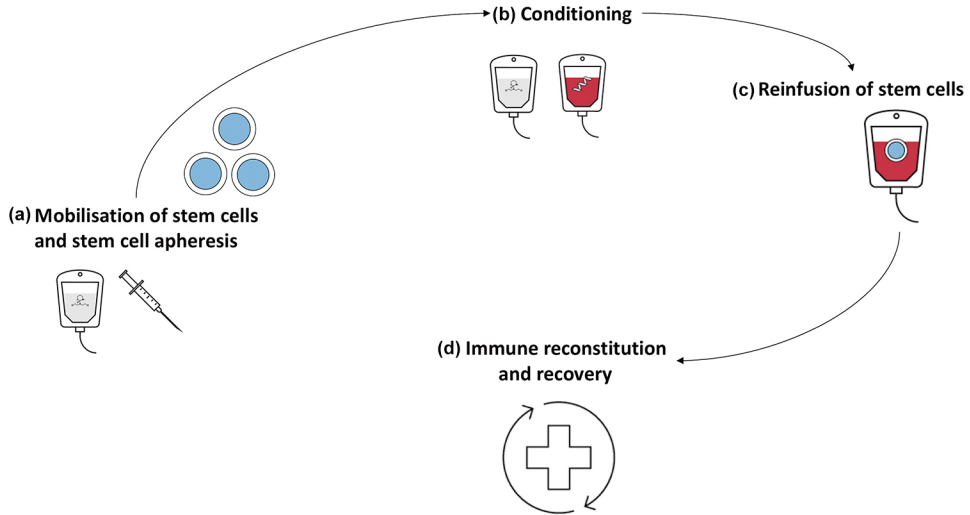 (a) Mobilisation of stem cells
and stem cell apheresis
(b) Conditioning
(c) Reinfusion of stem cells
(d) Immune reconstitution
and recovery